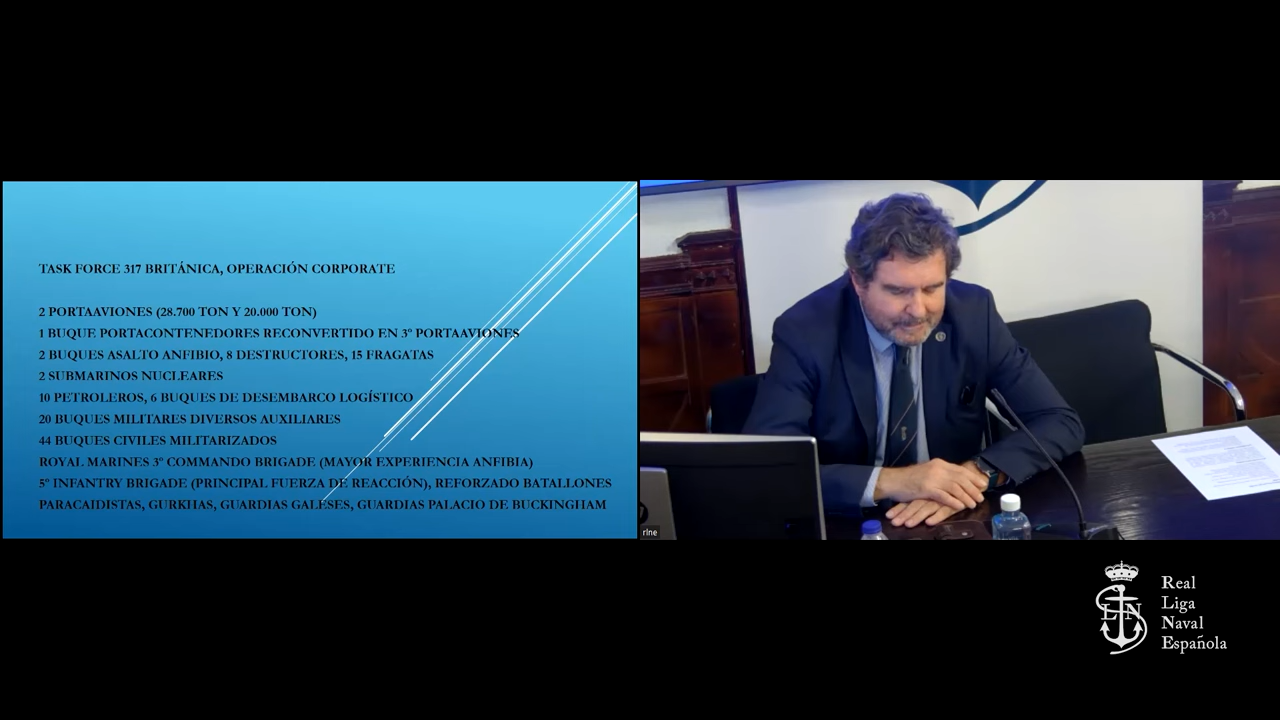 TASK FORCE 317 BRITÁNICA, OPERACIÓN CORPORATE
2 PORTAAVIONES (28.700 TON Y 20.000 TON)
1 BUQUE PORTACONTENEDORES RECONVERTIDO EN 3º PORTAAVIONES
2 BUQUES ASALTO ANFIBIO, 8 DESTRUCTORES, 15 FRAGATAS
2 SUBMARINOS NUCLEARES
10 PETROLEROS, 6 BUQUES DE DESEMBARCO LOGÍSTICO
20 BUQUES MILITARES DIVERSOS AUXILIARES
44 BUQUES CIVILES MILITARIZADOS
ROYAL MARINES 3º COMMANDO BRIGADE (MAYOR EXPERIENCIA ANFIBIA)
5º INFANTRY BRIGADE (PRINCIPAL FUERZA DE REACCIÓN), REFORZADO BATALLONES
PARACAIDISTAS, GURKHAS, GUARDIAS GALESES, GUARDIAS PALACIO DE BUCKINGHAM
rlne
LN
Real
Liga
Naval
Española